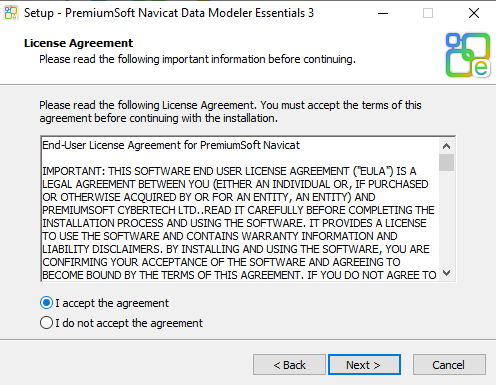 Setup - PremiumSoft Navicat Data Modeler Essentials 3
License Agreement
Please read the following important information before continuing.
e
Please read the following License Agreement. You must accept the terms of this
agreement before continuing with the installation.
End-User License Agreement for PremiumSoft Navicat
IMPORTANT: THIS SOFTWARE END USER LICENSE AGREEMENT ("EULA") IS A
LEGAL AGREEMENT BETWEEN YOU (EITHER AN INDIVIDUAL OR, IF PURCHASED
OR OTHERWISE ACQUIRED BY OR FOR AN ENTITY, AN ENTITY) AND
PREMIUMSOFT CYBERTECH LTD..READ IT CAREFULLY BEFORE COMPLETING THE
INSTALLATION PROCESS AND USING THE SOFTWARE. IT PROVIDES A LICENSE
TO USE THE SOFTWARE AND CONTAINS WARRANTY INFORMATION AND
LIABILITY DISCLAIMERS. BY INSTALLING AND USING THE SOFTWARE, YOU ARE
CONFIRMING YOUR ACCEPTANCE OF THE SOFTWARE AND AGREEING TO
BECOME BOUND BY THE TERMS OF THIS AGREEMENT. IF YOU DO NOT AGREE TO
I accept the agreement
I do not accept the agreement
< Back
Next >
Cancel